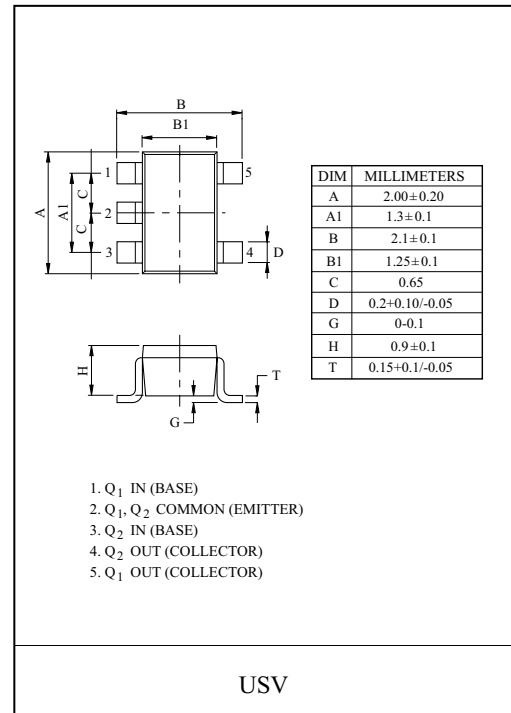 B
B1
1
5
A
A1
C
2
C
3
4
D
H
T
G
DIM MILLIMETERS
A 2.00±0.20
A1 1.3±0.1
B 2.1±0.1
B1 1.25±0.1
C 0.65
D 0.2+0.10/-0.05
G 0-0.1
H 0.9±0.1
T 0.15+0.1/-0.05
1. Q1 IN (BASE)
2. Q1, Q2 COMMON (EMITTER)
3. Q2 IN (BASE)
4. Q2 OUT (COLLECTOR)
5. Q1 OUT (COLLECTOR)
USV